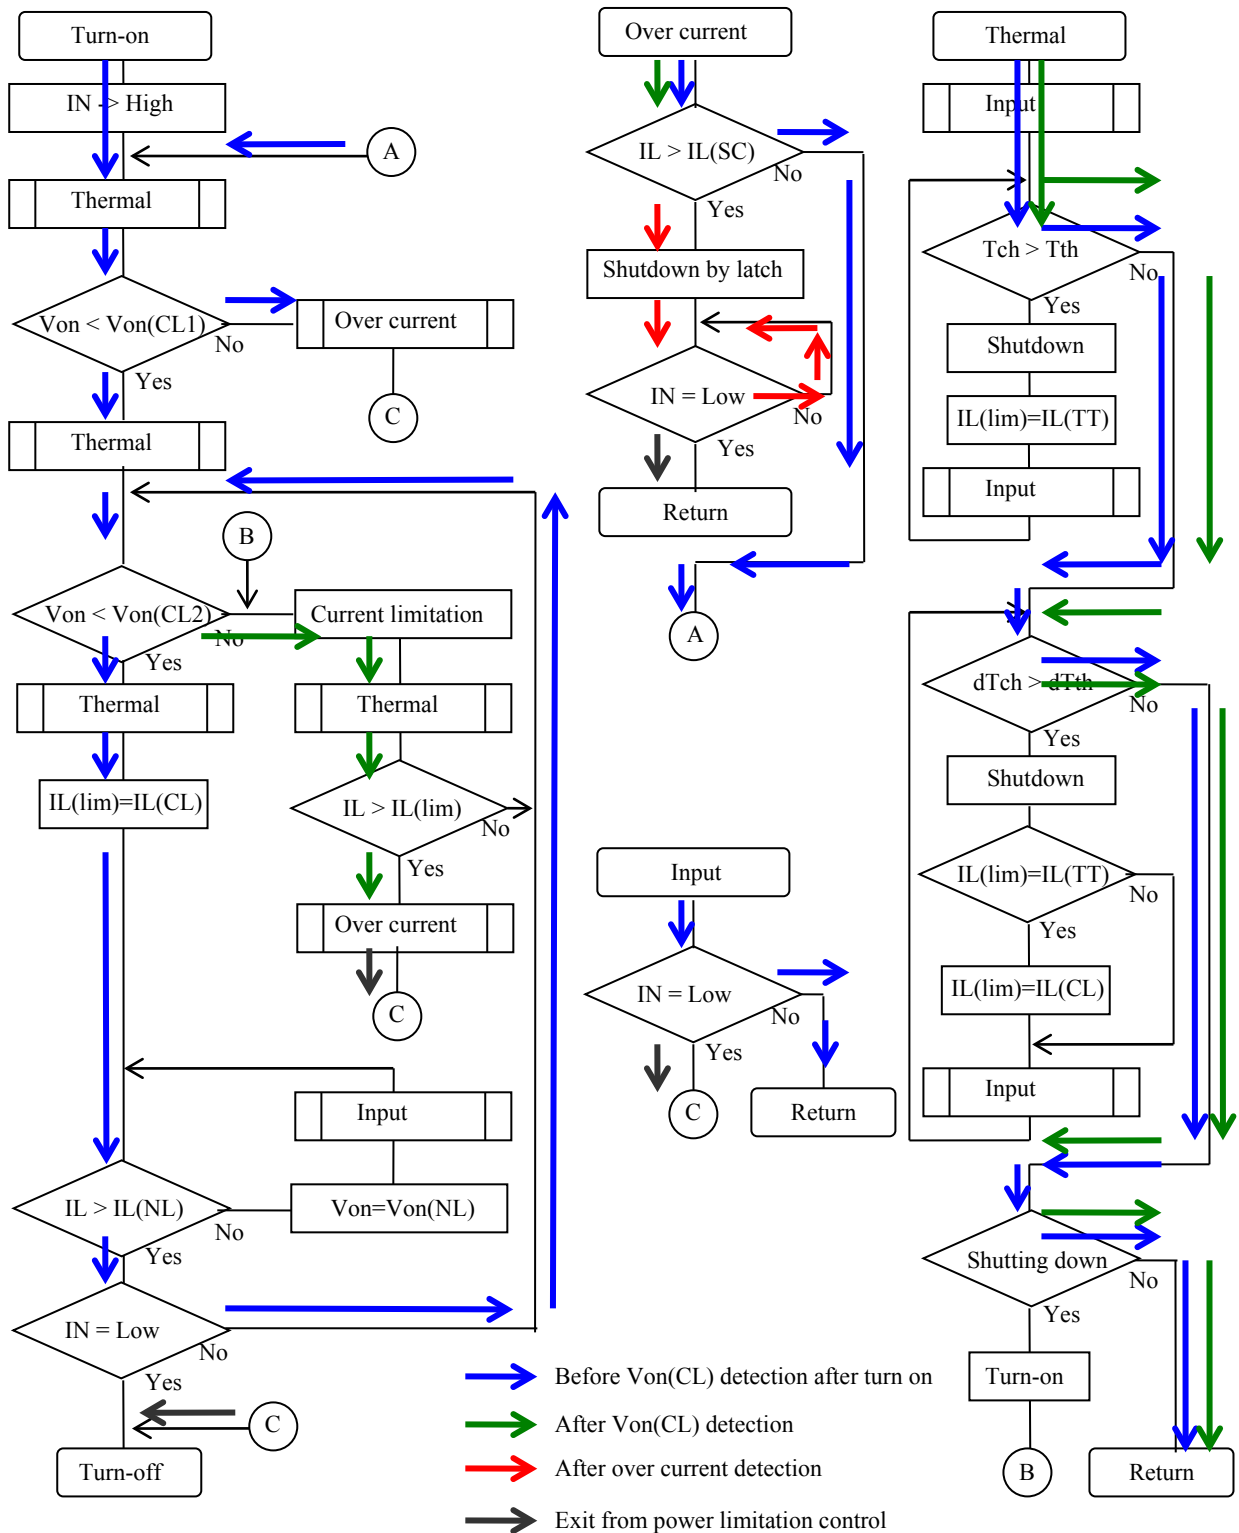 Turn-on
IN -> High
A
Thermal
Von < Von(CL1)
No
Yes
Over current
C
Thermal
B
Von < Von(CL2)
No
Yes
Current limitation
Thermal
Thermal
IL(lim)=IL(CL)
IL > IL(lim)
No
Yes
Over current
C
Input
IL > IL(NL)
No
Yes
Von=Von(NL)
IN = Low
No
Yes
C
Turn-off
Over current
IL > IL(SC)
No
Yes
Shutdown by latch
IN = Low
No
Yes
Return
A
Input
IN = Low
No
Yes
C
Return
Thermal
Input
Tch > Tth
No
Yes
Shutdown
IL(lim)=IL(TT)
Input
dTch > dTth
No
Yes
Shutdown
IL(lim)=IL(TT)
No
Yes
IL(lim)=IL(CL)
Input
Shutting down
No
Yes
Turn-on
B
Return
Before Von(CL) detection after turn on
After Von(CL) detection
After over current detection
Exit from power limitation control